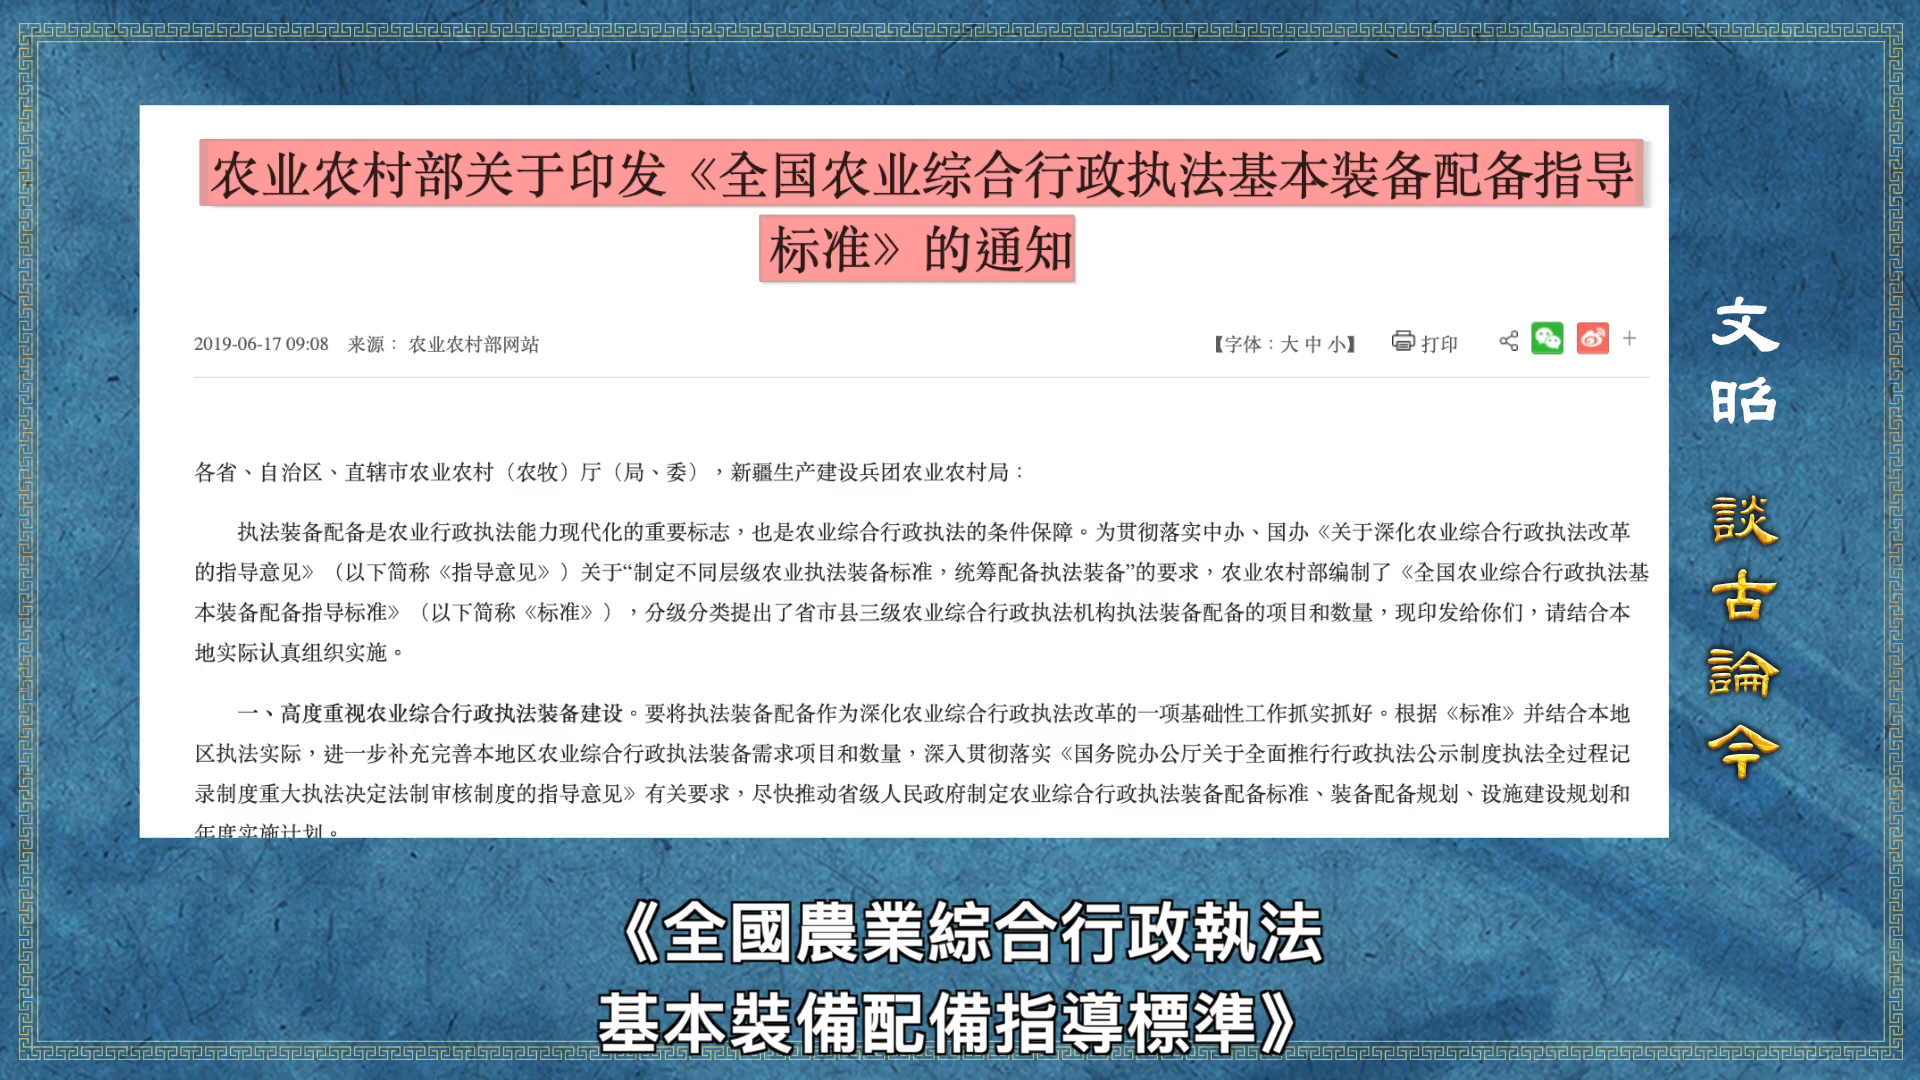 农业农村部关于印发《全国农业综合行政执法基本装备配备指导
标准》的通知
2019-06-17 09:08 来源： 农业农村部网站
【字体：大 中 小】 打印
各省、自治区、直辖市农业农村（农牧）厅（局、委），新疆生产建设兵团农业农村局：
执法装备配备是农业行政执法能力现代化的重要标志，也是农业综合行政执法的条件保障。为贯彻落实中办、国办《关于深化农业综合行政执法改革
的指导意见》（以下简称《指导意见》）关于“制定不同层级农业执法装备标准，统筹配备执法装备”的要求，农业农村部编制了《全国农业综合行政执法基
本装备配备指导标准》（以下简称《标准》），分级分类提出了省市县三级农业综合行政执法机构执法装备配备的项目和数量，现印发给你们，请结合本
地实际认真组织实施。
一、高度重视农业综合行政执法装备建设。要将执法装备配备作为深化农业综合行政执法改革的一项基础性工作抓实抓好。根据《标准》并结合本地
区执法实际，进一步补充完善本地区农业综合行政执法装备需求项目和数量，深入贯彻落实《国务院办公厅关于全面推行行政执法公示制度执法全过程记
录制度重大执法决定法制审核制度的指导意见》有关要求，尽快推动省级人民政府制定农业综合行政执法装备配备标准、装备配备规划、设施建设规划和
年度实施计划。
文昭 談古論今
《全國農業綜合行政執法
基本裝備配備指導標準》